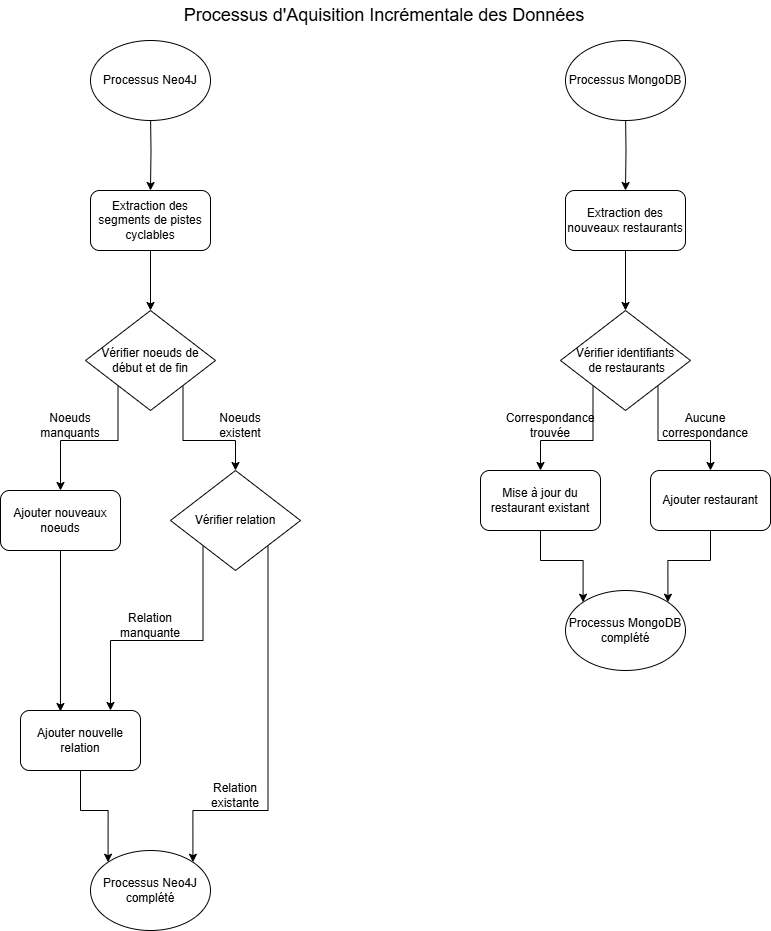 Processus d'Aquisition Incrémentale des Données
Processus Neo4J
Extraction des
segments de pistes
cyclables
Vérifier noeuds de
début et de fin
Noeuds
manquants
Noeuds
existent
Ajouter nouveaux
noeuds
Vérifier relation
Relation
manquante
Ajouter nouvelle
relation
Relation
existante
Processus Neo4J
complété
Processus MongoDB
Extraction des
nouveaux restaurants
Vérifier identifiants
de restaurants
Correspondance
trouvée
Aucune
correspondance
Mise à jour du
restaurant existant
Ajouter restaurant
Processus MongoDB
complété